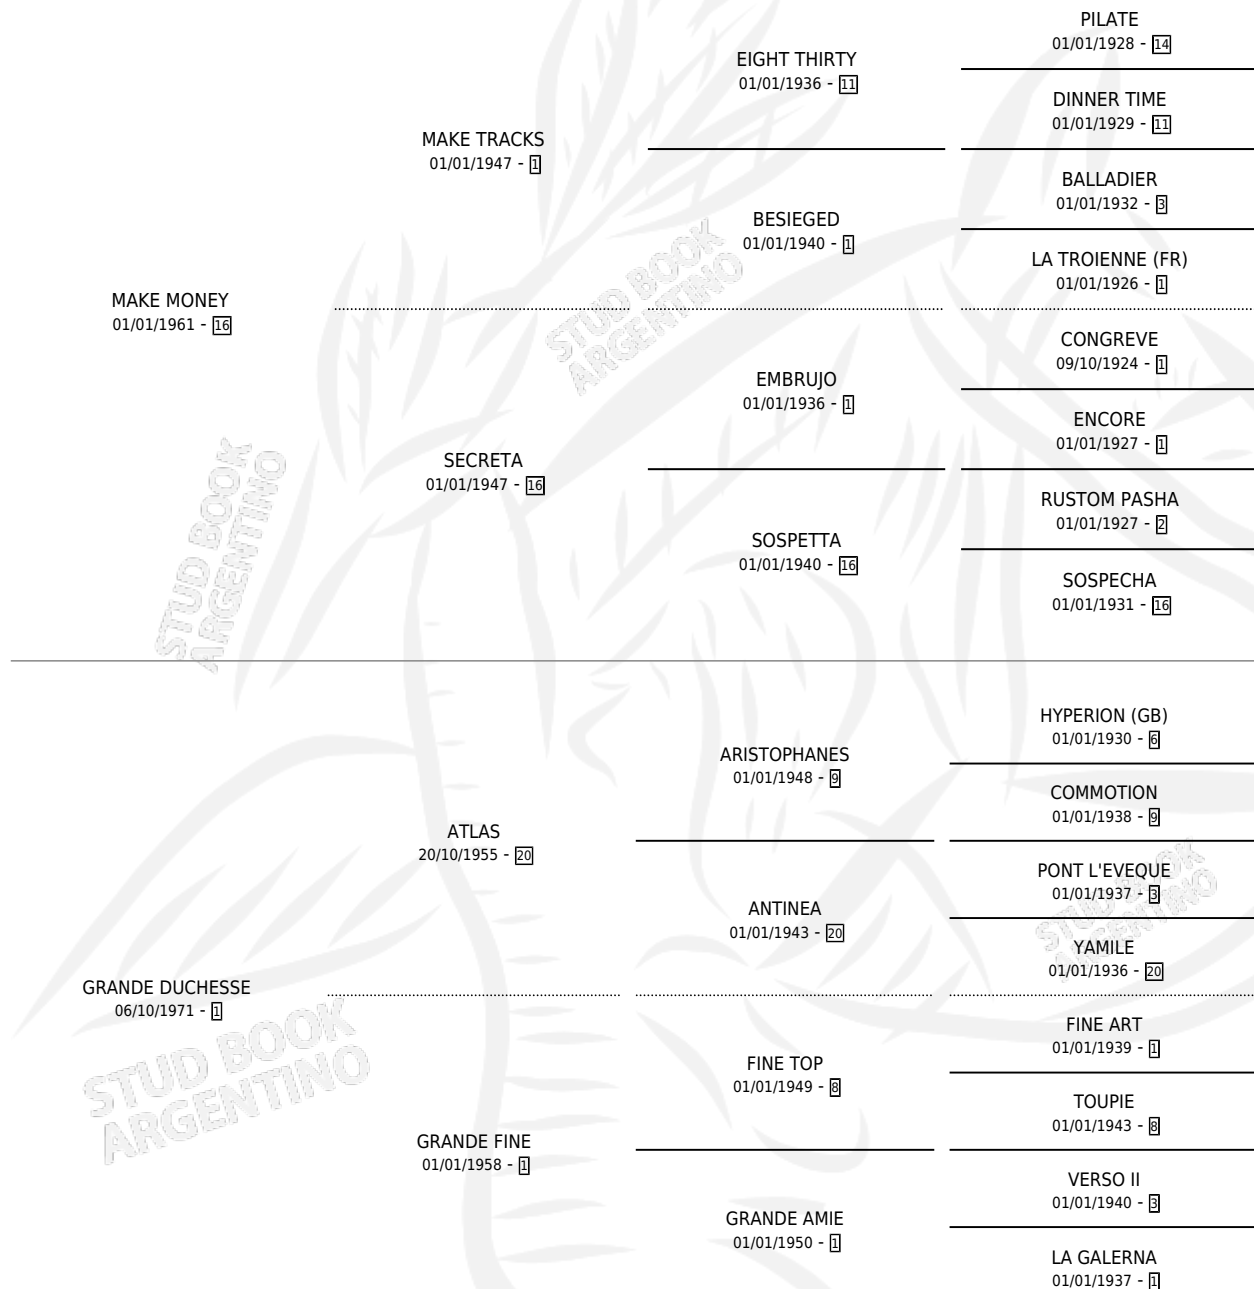 PILATE
01/01/1928 - 14
EIGHT THIRTY
01/01/1936 - 11
DINNER TIME
01/01/1929 - 11
MAKE TRACKS
01/01/1947 - 1
BALLADIER
01/01/1932 - 3
BESIEGED
01/01/1940 - 1
LA TROIENNE (FR)
01/01/1926 - 1
MAKE MONEY
01/01/1961 - 16
CONGREVE
09/10/1924 - 1
EMBRUJO
01/01/1936 - 1
ENCORE
01/01/1927 - 1
SECRETA
01/01/1947 - 16
RUSTOM PASHA
01/01/1927 - 2
SOSPETTA
01/01/1940 - 16
SOSPECHA
01/01/1931 - 16
HYPERION (GB)
01/01/1930 - 6
ARISTOPHANES
01/01/1948 - 9
COMMOTION
01/01/1938 - 9
ATLAS
20/10/1955 - 20
PONT L'EVEQUE
01/01/1937 - 3
ANTINEA
01/01/1943 - 20
YAMILE
01/01/1936 - 20
GRANDE DUCHESSE
06/10/1971 - 1
FINE ART
01/01/1939 - 1
FINE TOP
01/01/1949 - 8
TOUPIE
01/01/1943 - 8
GRANDE FINE
01/01/1958 - 1
VERSO II
01/01/1940 - 3
GRANDE AMIE
01/01/1950 - 1
LA GALERNA
01/01/1937 - 1
STUD BOOK
ARGENTINO
STUD BOOK
ARGENTINO
STUD BOOK
ARGENTINO
STUD BOOK
ARGENTINO